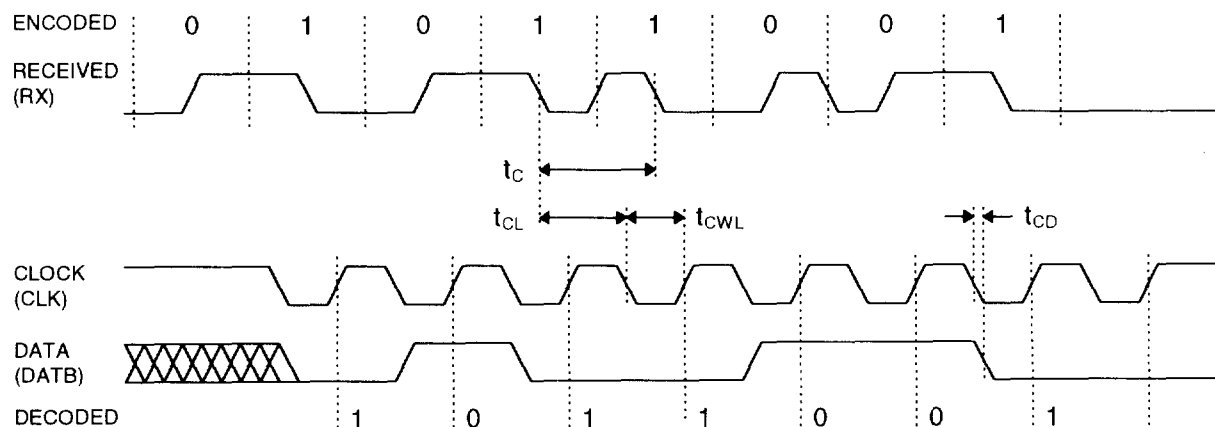 ENCODED 0 1 0 1 1 0 0 1
RECEIVED
(RX)
tC
tCL tCWL tCD
CLOCK
(CLK)
DATA
(DATB)
DECODED 1 0 1 1 0 0 1